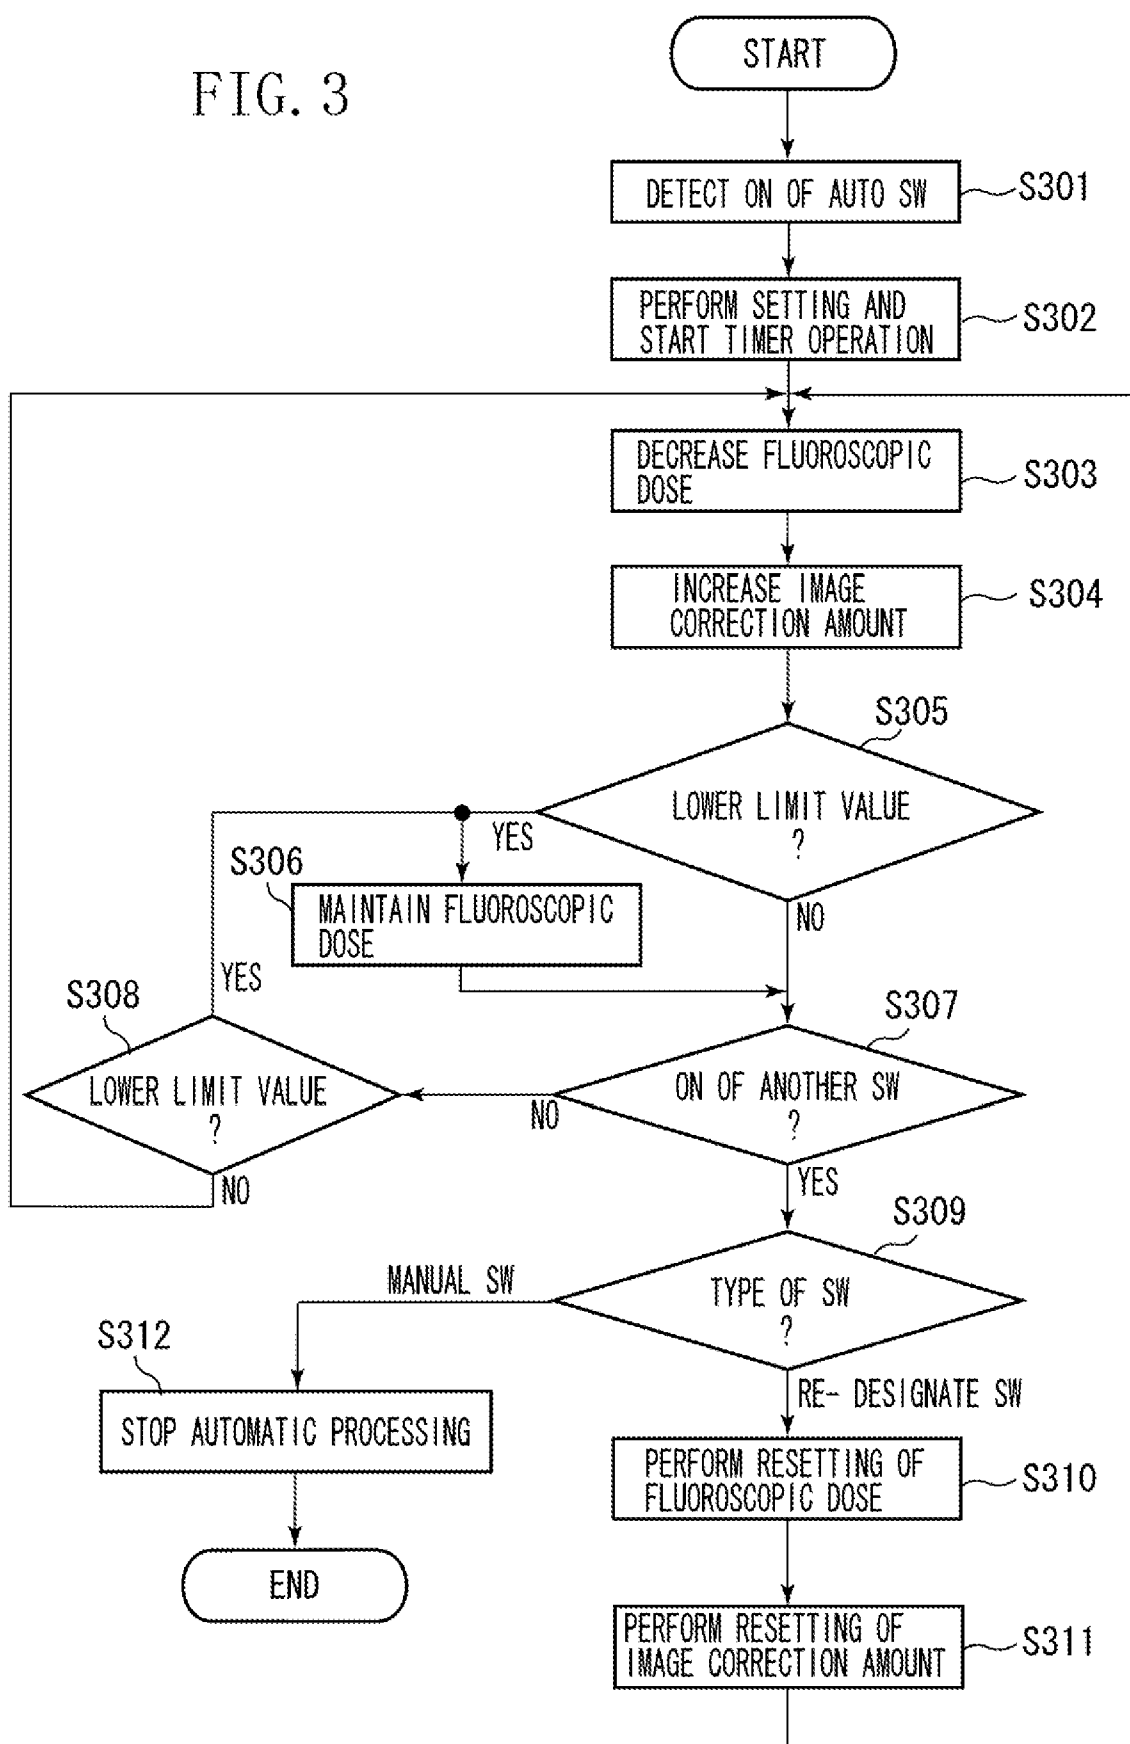 FIG. 3
START
DETECT ON OF AUTO SW
S301
PERFORM SETTING AND
START TIMER OPERATION
S302
DECREASE FLUOROSCOPIC
DOSE
S303
INCREASE IMAGE
CORRECTION AMOUNT
S304
S305
LOWER LIMIT VALUE
?
YES
NO
S306
MAINTAIN FLUOROSCOPIC
DOSE
YES
S308
LOWER LIMIT VALUE
?
NO
S307
ON OF ANOTHER SW
?
NO
YES
S309
TYPE OF SW
?
MANUAL SW
RE- DESIGNATE SW
S312
STOP AUTOMATIC PROCESSING
END
PERFORM RESETTING OF
FLUOROSCOPIC DOSE
S310
PERFORM RESETTING OF
IMAGE CORRECTION AMOUNT
S311